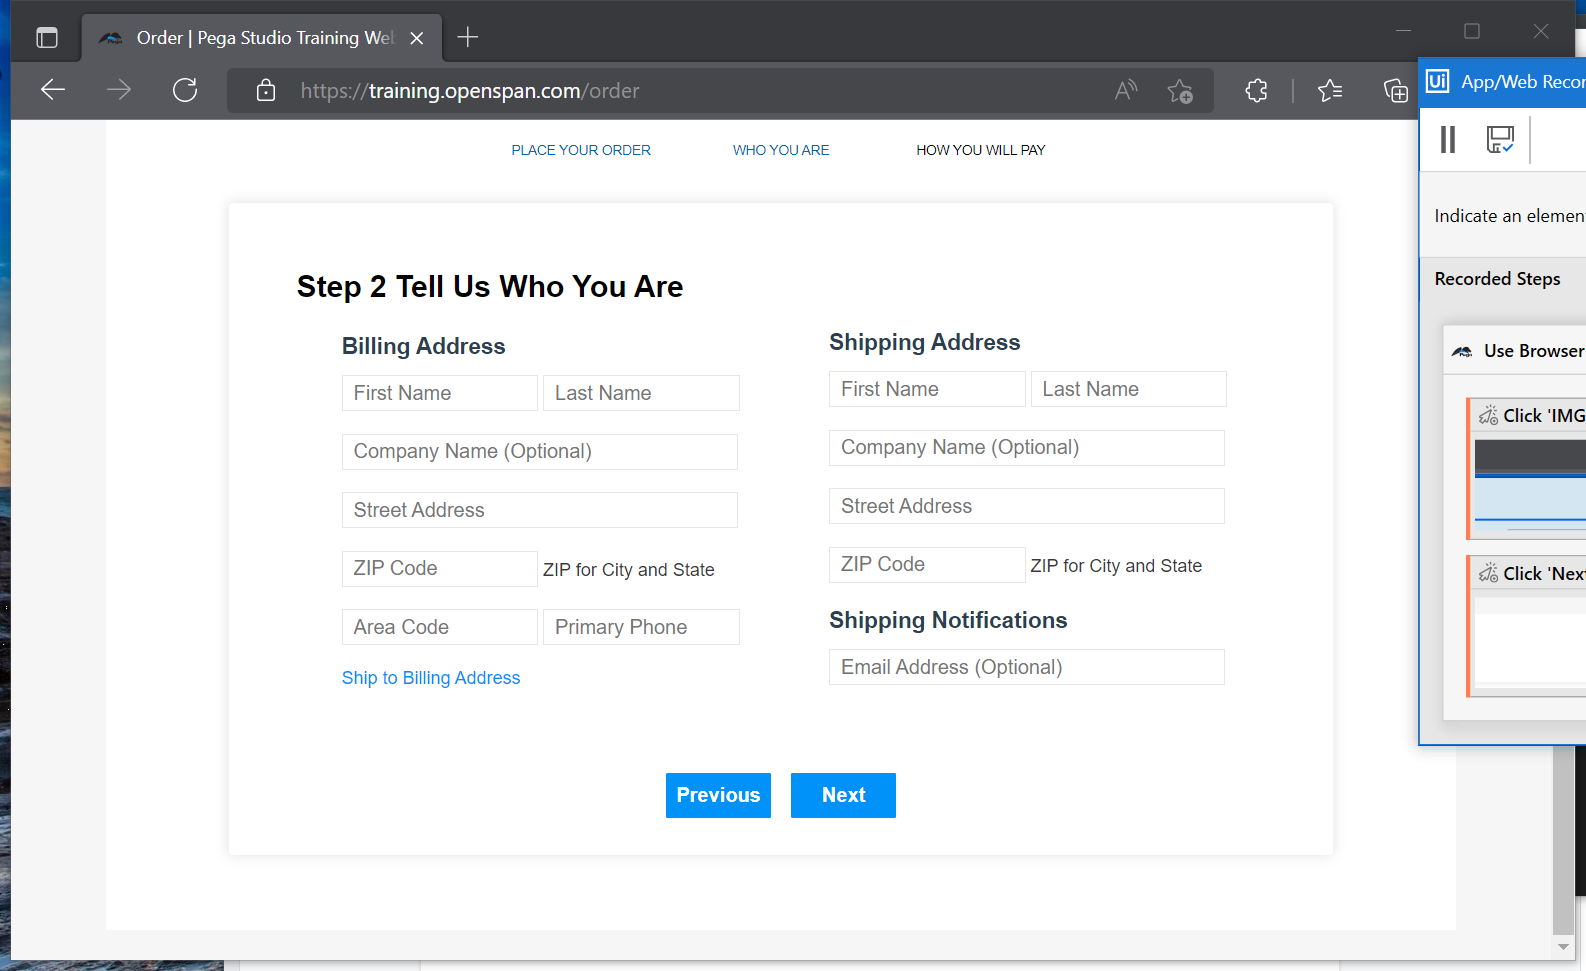 Order | Pega Studio Training Web
https://training.openspan.com/order
Ui App/Web Recor
PLACE YOUR ORDER
WHO YOU ARE
HOW YOU WILL PAY
Indicate an elemen
Recorded Steps
Use Browser
Click 'IMG
Click 'Next
Step 2 Tell Us Who You Are
Billing Address
First Name Last Name
Company Name (Optional)
Street Address
ZIP Code ZIP for City and State
Area Code Primary Phone
Ship to Billing Address
Shipping Address
First Name Last Name
Company Name (Optional)
Street Address
ZIP Code ZIP for City and State
Shipping Notifications
Email Address (Optional)
Previous Next